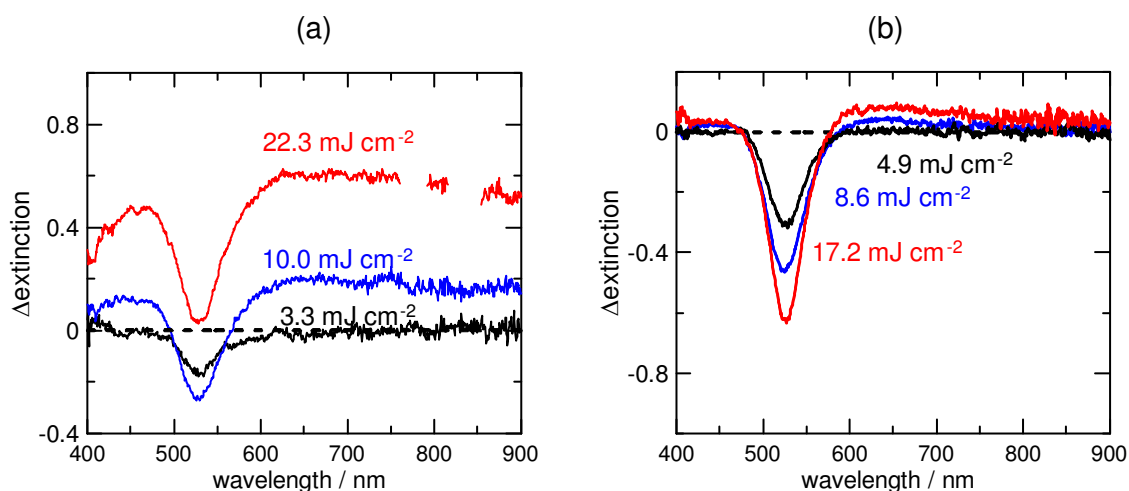 (a)
0.8
0.4
0
-0.4
Δextinction
22.3 mJ cm⁻²
10.0 mJ cm⁻²
3.3 mJ cm⁻²
400 500 600 700 800 900
wavelength / nm
(b)
0
-0.4
-0.8
Δextinction
4.9 mJ cm⁻²
8.6 mJ cm⁻²
17.2 mJ cm⁻²
400 500 600 700 800 900
wavelength / nm